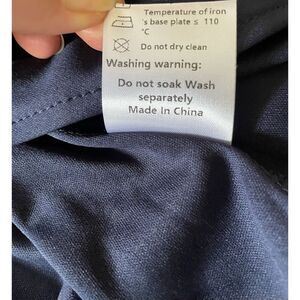 Temperature of iron
's base plate ≤ 110
°C
Do not dry clean
Washing warning:
Do not soak Wash
separately
Made In China